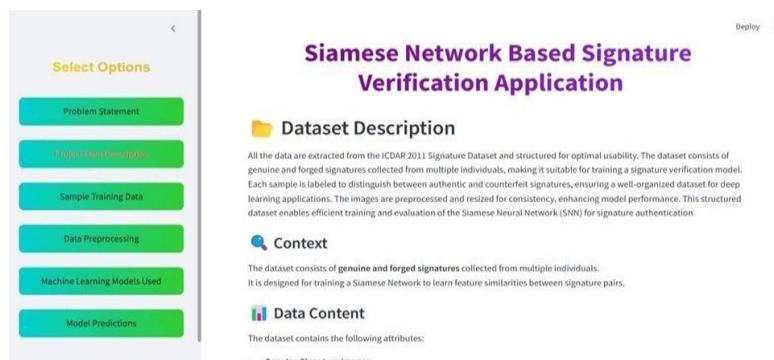 Deploy
Select Options
Problem Statement
Project Data Description
Sample Training Data
Data Preprocessing
Machine Learning Models Used
Model Predictions
Siamese Network Based Signature
Verification Application
Dataset Description
All the data are extracted from the ICDAR 2011 Signature Dataset and structured for optimal usability. The dataset consists of
genuine and forged signatures collected from multiple individuals, making it suitable for training a signature verification model.
Each sample is labeled to distinguish between authentic and counterfeit signatures, ensuring a well-organized dataset for deep
learning applications. The images are preprocessed and resized for consistency, enhancing model performance. This structured
dataset enables efficient training and evaluation of the Siamese Neural Network (SNN) for signature authentication
Context
The dataset consists of genuine and forged signatures collected from multiple individuals.
It is designed for training a Siamese Network to learn feature similarities between signature pairs.
Data Content
The dataset contains the following attributes: